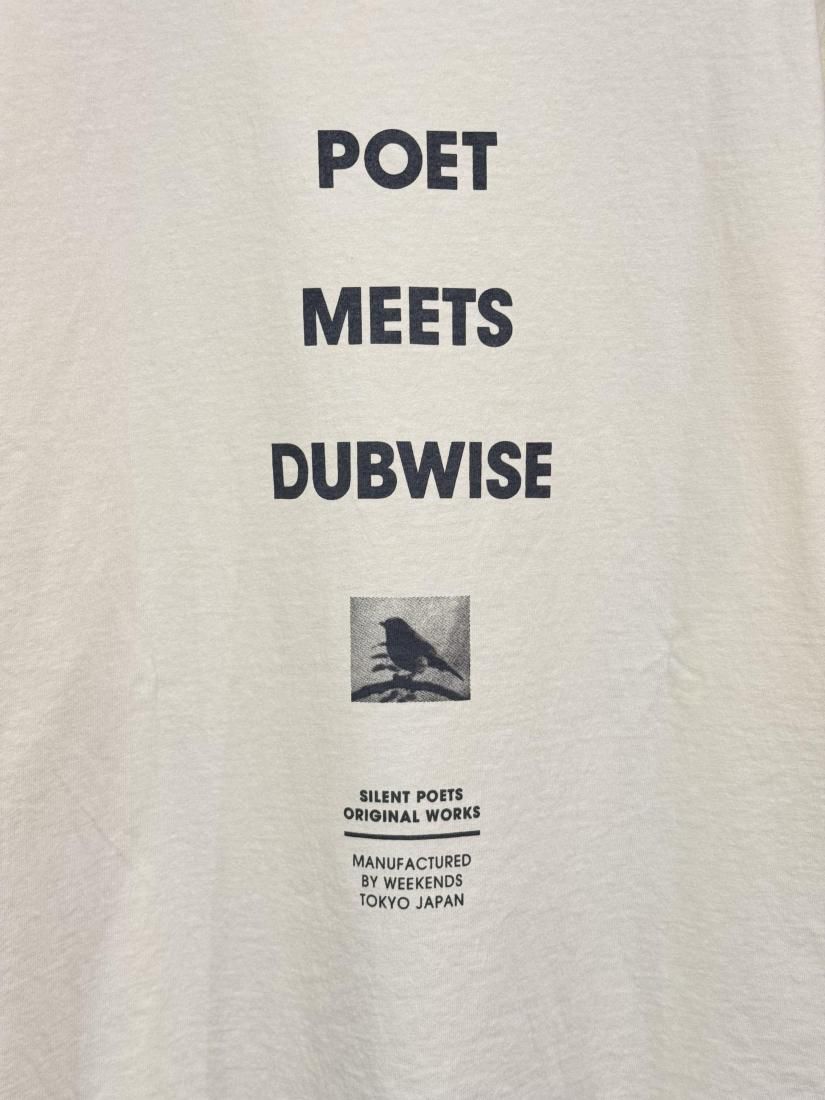 POET
MEETS
DUBWISE
SILENT POETS
ORIGINAL WORKS
MANUFACTURED
BY WEEKENDS
TOKYO JAPAN